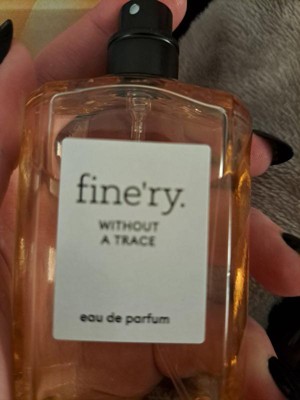 fine'ry.
WITHOUT
A TRACE
eau de parfum